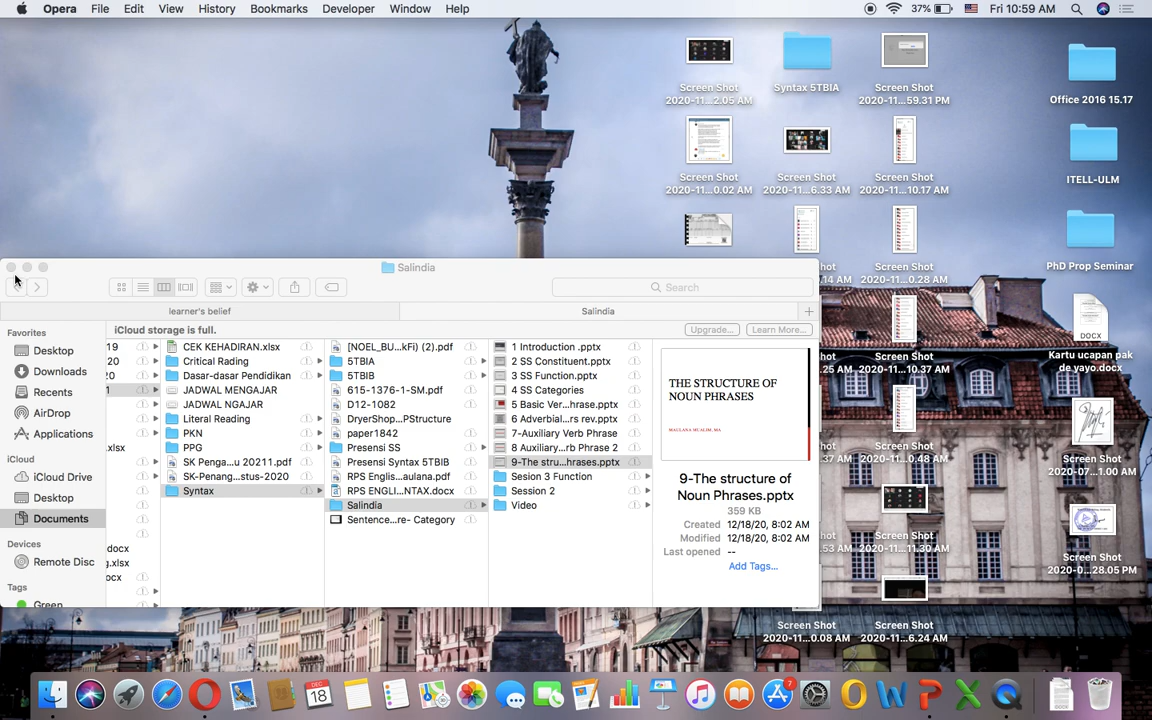 Opera File Edit View History Bookmarks Developer Window Help 37% Fri 10:59 AM
Screen Shot
2020-11...2.05 AM
Syntax 5TBIA
Screen Shot
2020-11...59.31 PM
Office 2016 15.17
Screen Shot
2020-11...0.02 AM
Screen Shot
2020-11...6.33 AM
Screen Shot
2020-11...10.17 AM
ITELL-ULM
Screen Shot
2020-11...0.28 AM
PhD Prop Seminar
Screen Shot
2020-11...10.37 AM
DOCX
Kartu ucapan pak
de yayo.docx
Screen Shot
2020-11...0.48 AM
Screen Shot
2020-07...1.00 AM
Screen Shot
2020-11...11.30 AM
Screen Shot
2020-0...28.05 PM
Screen Shot
2020-11...0.08 AM
Screen Shot
2020-11...6.24 AM
Salindia
Search
learner's belief
Salindia
iCloud storage is full.
Upgrade...
Learn More...
Favorites
Desktop
Downloads
Recents
AirDrop
Applications
iCloud
iCloud Drive
Desktop
Documents
Devices
Remote Disc
Tags
Green
CEK KEHADIRAN.xlsx
Critical Rading
Dasar-dasar Pendidikan
JADWAL MENGAJAR
JADWAL NGAJAR
Literal Reading
PKN
PPG
SK Penga...u 20211.pdf
SK-Penang...stus-2020
Syntax
[NOEL_BU...kFi) (2).pdf
5TBIA
5TBIB
615-1376-1-SM.pdf
D12-1082
DryerShop...PStructure
paper1842
Presensi SS
Presensi Syntax 5TBIB
RPS Englis...aulana.pdf
RPS ENGLI...NTAX.docx
Salindia
Sentence...re- Category
1 Introduction .pptx
2 SS Constituent.pptx
3 SS Function.pptx
4 SS Categories
5 Basic Ver...hrase.pptx
6 Adverbial...rs rev.pptx
7-Auxiliary Verb Phrase
8 Auxiliary...rb Phrase 2
9-The stru...hrases.pptx
Sesion 3 Function
Session 2
Video
THE STRUCTURE OF
NOUN PHRASES
MAULANA MUALIM, MA
9-The structure of
Noun Phrases.pptx
359 KB
Created 12/18/20, 8:02 AM
Modified 12/18/20, 8:02 AM
Last opened --
Add Tags...
DEC
18
7